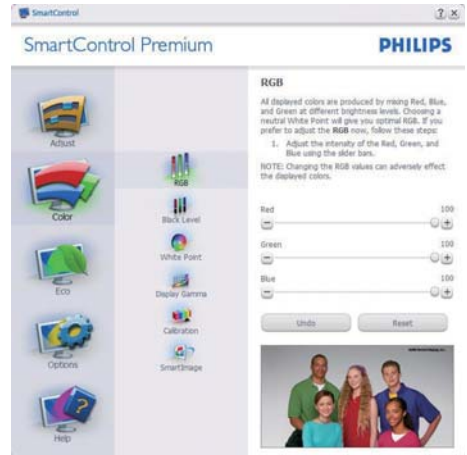 SmartControl
? ×
SmartControl Premium
PHILIPS
Adjust
Color
Eco
Options
Help
RGB
Black Level
White Point
Display Gamma
Calibration
SmartImage
RGB
All displayed colors are produced by mixing Red, Blue,
and Green at different brightness levels. Choosing a
neutral White Point will give you optimal RGB. If you
prefer to adjust the RGB now, follow these steps:
1. Adjust the intensity of the Red, Green, and
Blue using the slider bars.
NOTE: Changing the RGB values can adversely effect
the displayed colors.
Red 100
Green 100
Blue 100
Undo Reset